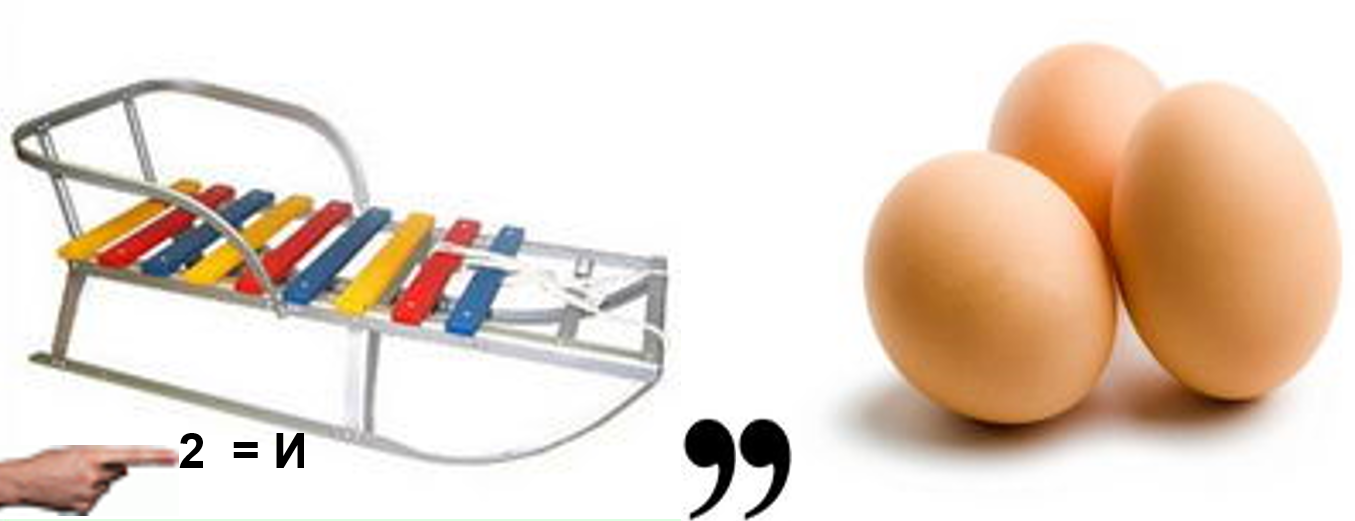 2 = И
,,